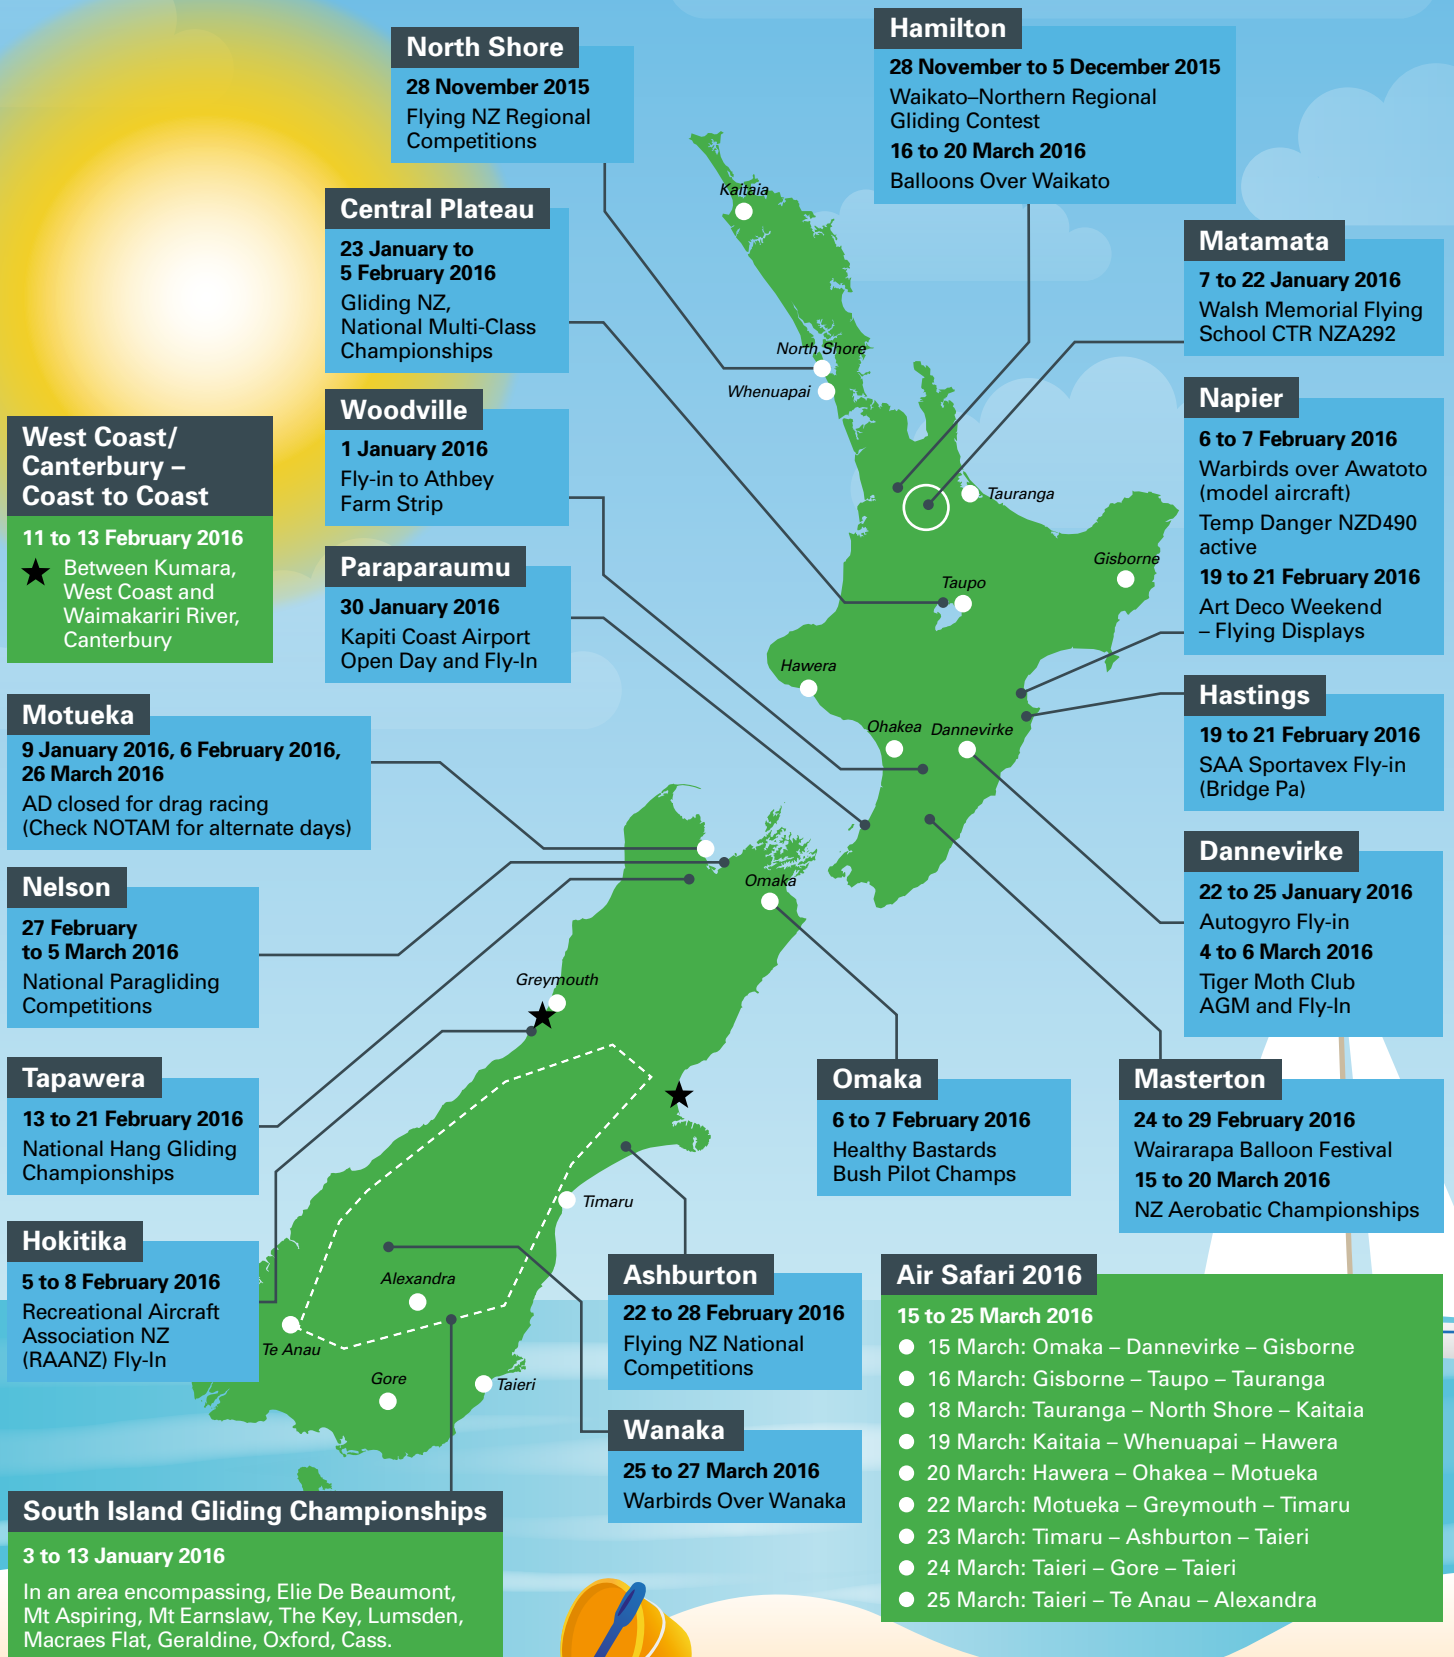 North Shore
28 November 2015
Flying NZ Regional
Competitions
Hamilton
28 November to 5 December 2015
Waikato–Northern Regional
Gliding Contest
16 to 20 March 2016
Balloons Over Waikato
Central Plateau
23 January to
5 February 2016
Gliding NZ,
National Multi-Class
Championships
Matamata
7 to 22 January 2016
Walsh Memorial Flying
School CTR NZA292
Woodville
1 January 2016
Fly-in to Athbey
Farm Strip
Napier
6 to 7 February 2016
Warbirds over Awatoto
(model aircraft)
Temp Danger NZD490
active
19 to 21 February 2016
Art Deco Weekend
– Flying Displays
West Coast/
Canterbury –
Coast to Coast
11 to 13 February 2016
Between Kumara,
West Coast and
Waimakariri River,
Canterbury
Paraparaumu
30 January 2016
Kapiti Coast Airport
Open Day and Fly-In
Hastings
19 to 21 February 2016
SAA Sportavex Fly-in
(Bridge Pa)
Motueka
9 January 2016, 6 February 2016,
26 March 2016
AD closed for drag racing
(Check NOTAM for alternate days)
Dannevirke
22 to 25 January 2016
Autogyro Fly-in
4 to 6 March 2016
Tiger Moth Club
AGM and Fly-In
Nelson
27 February
to 5 March 2016
National Paragliding
Competitions
Tapawera
13 to 21 February 2016
National Hang Gliding
Championships
Omaka
6 to 7 February 2016
Healthy Bastards
Bush Pilot Champs
Masterton
24 to 29 February 2016
Wairarapa Balloon Festival
15 to 20 March 2016
NZ Aerobatic Championships
Hokitika
5 to 8 February 2016
Recreational Aircraft
Association NZ
(RAANZ) Fly-In
Ashburton
22 to 28 February 2016
Flying NZ National
Competitions
Wanaka
25 to 27 March 2016
Warbirds Over Wanaka
Air Safari 2016
15 to 25 March 2016
15 March: Omaka – Dannevirke – Gisborne
16 March: Gisborne – Taupo – Tauranga
18 March: Tauranga – North Shore – Kaitaia
19 March: Kaitaia – Whenuapai – Hawera
20 March: Hawera – Ohakea – Motueka
22 March: Motueka – Greymouth – Timaru
23 March: Timaru – Ashburton – Taieri
24 March: Taieri – Gore – Taieri
25 March: Taieri – Te Anau – Alexandra
South Island Gliding Championships
3 to 13 January 2016
In an area encompassing, Elie De Beaumont,
Mt Aspiring, Mt Earnslaw, The Key, Lumsden,
Macraes Flat, Geraldine, Oxford, Cass.
Kaitaia
North Shore
Whenuapai
Tauranga
Gisborne
Taupo
Hawera
Ohakea
Dannevirke
Omaka
Greymouth
Timaru
Alexandra
Te Anau
Gore
Taieri